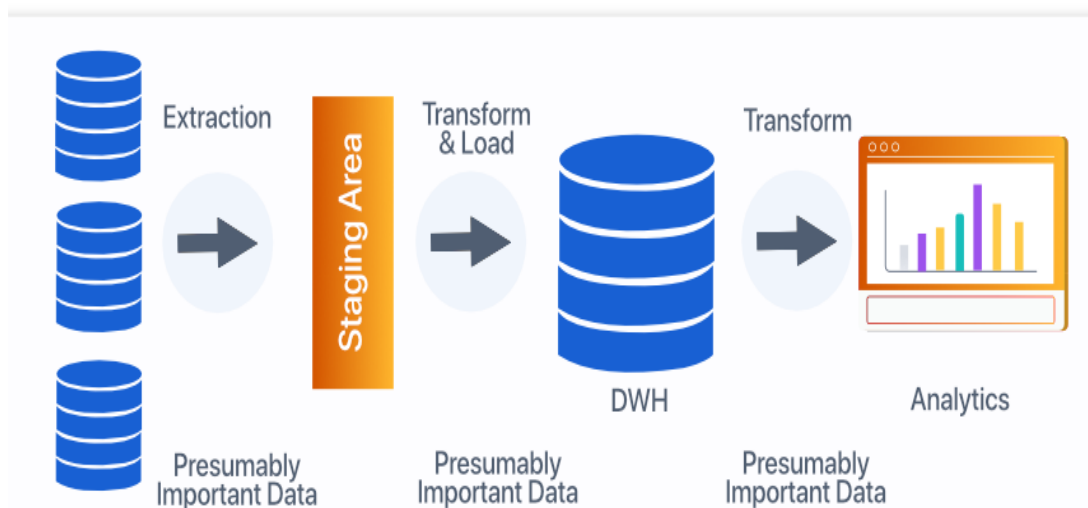 Extraction
Staging Area
Transform
& Load
DWH
Transform
Analytics
Presumably
Important Data
Presumably
Important Data
Presumably
Important Data